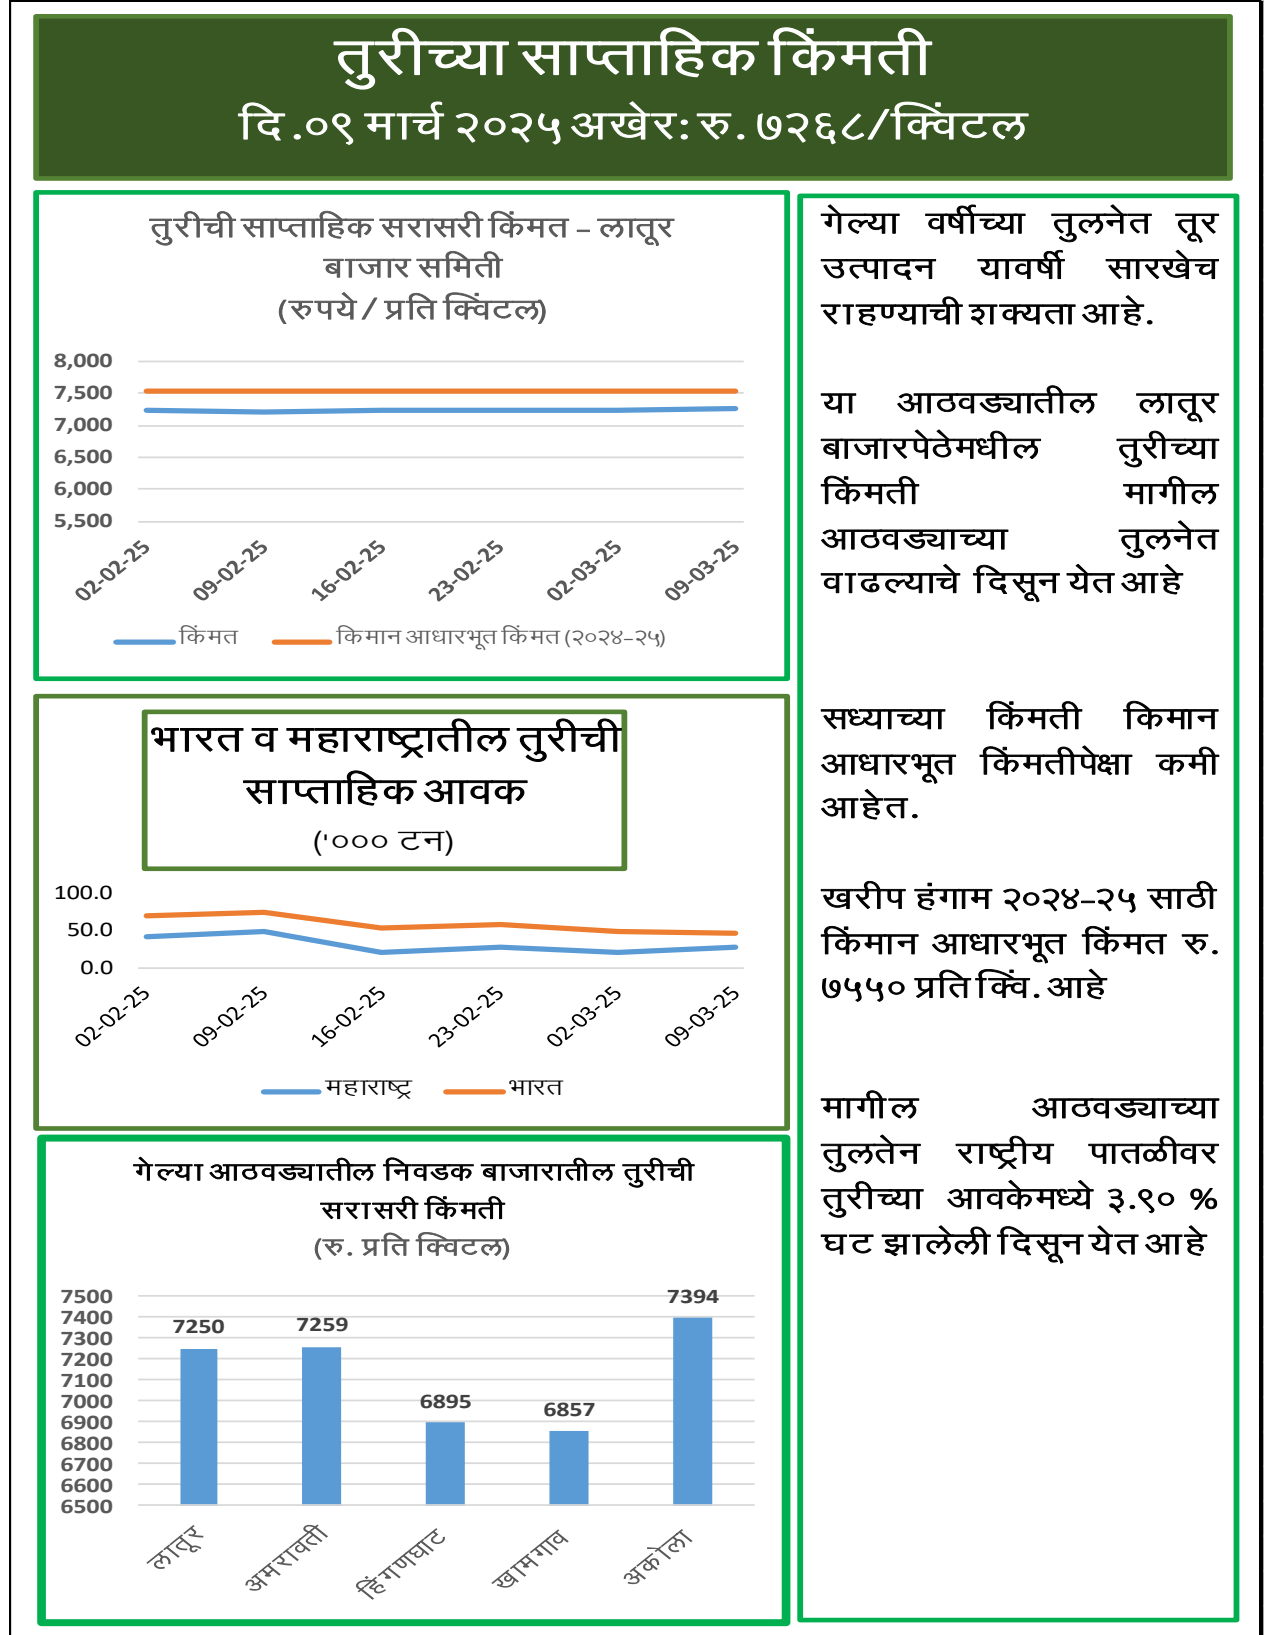 तुरीच्या साप्ताहिक किंमती
दि .०९ मार्च २०२५ अखेर: रु. ७२६८/क्विंटल
तुरीची साप्ताहिक सरासरी किंमत – लातूर
बाजार समिती
(रुपये / प्रति क्विंटल)
8,000
7,500
7,000
6,500
6,000
5,500
02-02-25
09-02-25
16-02-25
23-02-25
02-03-25
09-03-25
किंमत
किमान आधारभूत किंमत (२०२४–२५)
भारत व महाराष्ट्रातील तुरीची
साप्ताहिक आवक
('००० टन)
100.0
50.0
0.0
02-02-25
09-02-25
16-02-25
23-02-25
02-03-25
09-03-25
महाराष्ट्र
भारत
गेल्या आठवड्यातील निवडक बाजारातील तुरीची
सरासरी किंमती
(रु. प्रति क्विटल)
7500
7400
7300
7200
7100
7000
6900
6800
6700
6600
6500
7250
7259
6895
6857
7394
लातूर
अमरावती
हिंगणघाट
खामगाव
अकोला
गेल्या वर्षीच्या तुलनेत तूर
उत्पादन यावर्षी सारखेच
राहण्याची शक्यता आहे.
या आठवड्यातील लातूर
बाजारपेठेमधील तुरीच्या
किंमती मागील
आठवड्याच्या तुलनेत
वाढल्याचे दिसून येत आहे
सध्याच्या किंमती किमान
आधारभूत किंमतीपेक्षा कमी
आहेत.
खरीप हंगाम २०२४–२५ साठी
किंमान आधारभूत किंमत रु.
७५५० प्रति क्विं. आहे
मागील आठवड्याच्या
तुलतेन राष्ट्रीय पातळीवर
तुरीच्या आवकेमध्ये ३.९० %
घट झालेली दिसून येत आहे